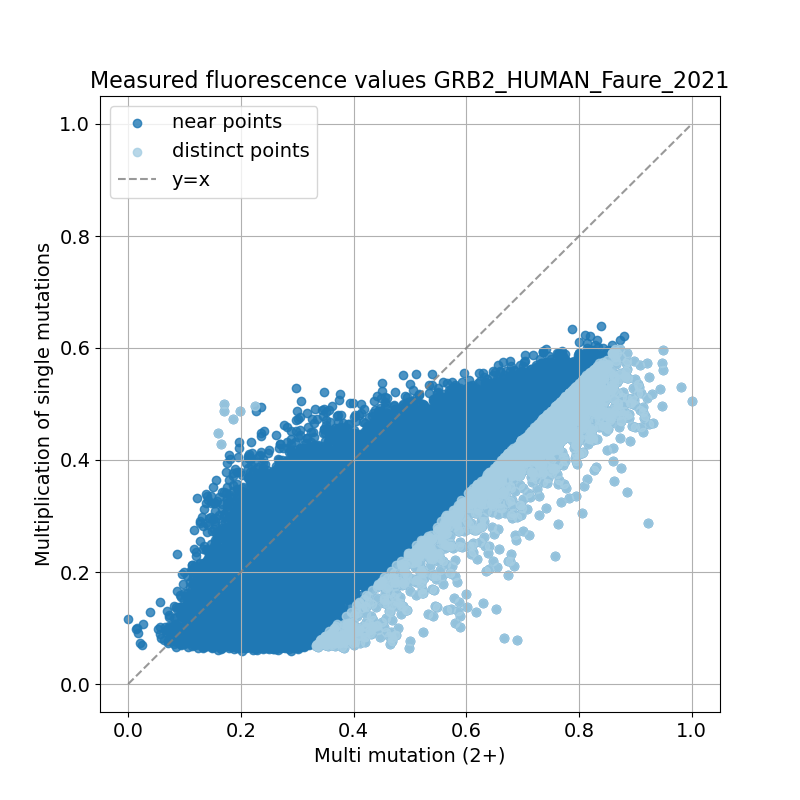 Measured fluorescence values GRB2_HUMAN_Faure_2021
near points
distinct points
y=x
1.0
0.8
0.6
0.4
0.2
0.0
Multiplication of single mutations
0.0 0.2 0.4 0.6 0.8 1.0
Multi mutation (2+)